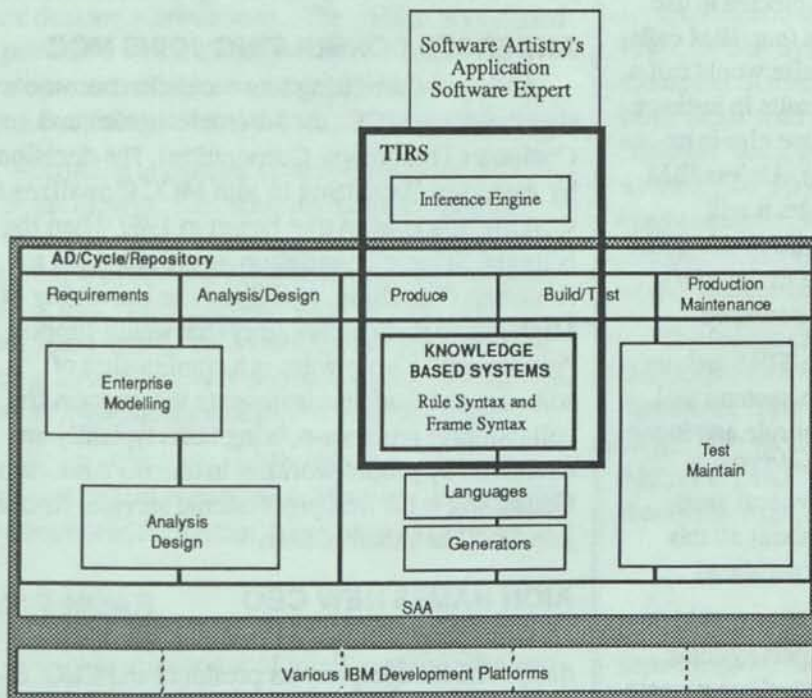 Software Artistry's
Application
Software Expert
TIRS
Inference Engine
AD/Cycle/Repository
Requirements
Analysis/Design
Produce
Build/Test
Production
Maintenance
Enterprise
Modelling
KNOWLEDGE
BASED SYSTEMS
Rule Syntax and
Frame Syntax
Test
Maintain
Analysis
Design
Languages
Generators
SAA
Various IBM Development Platforms